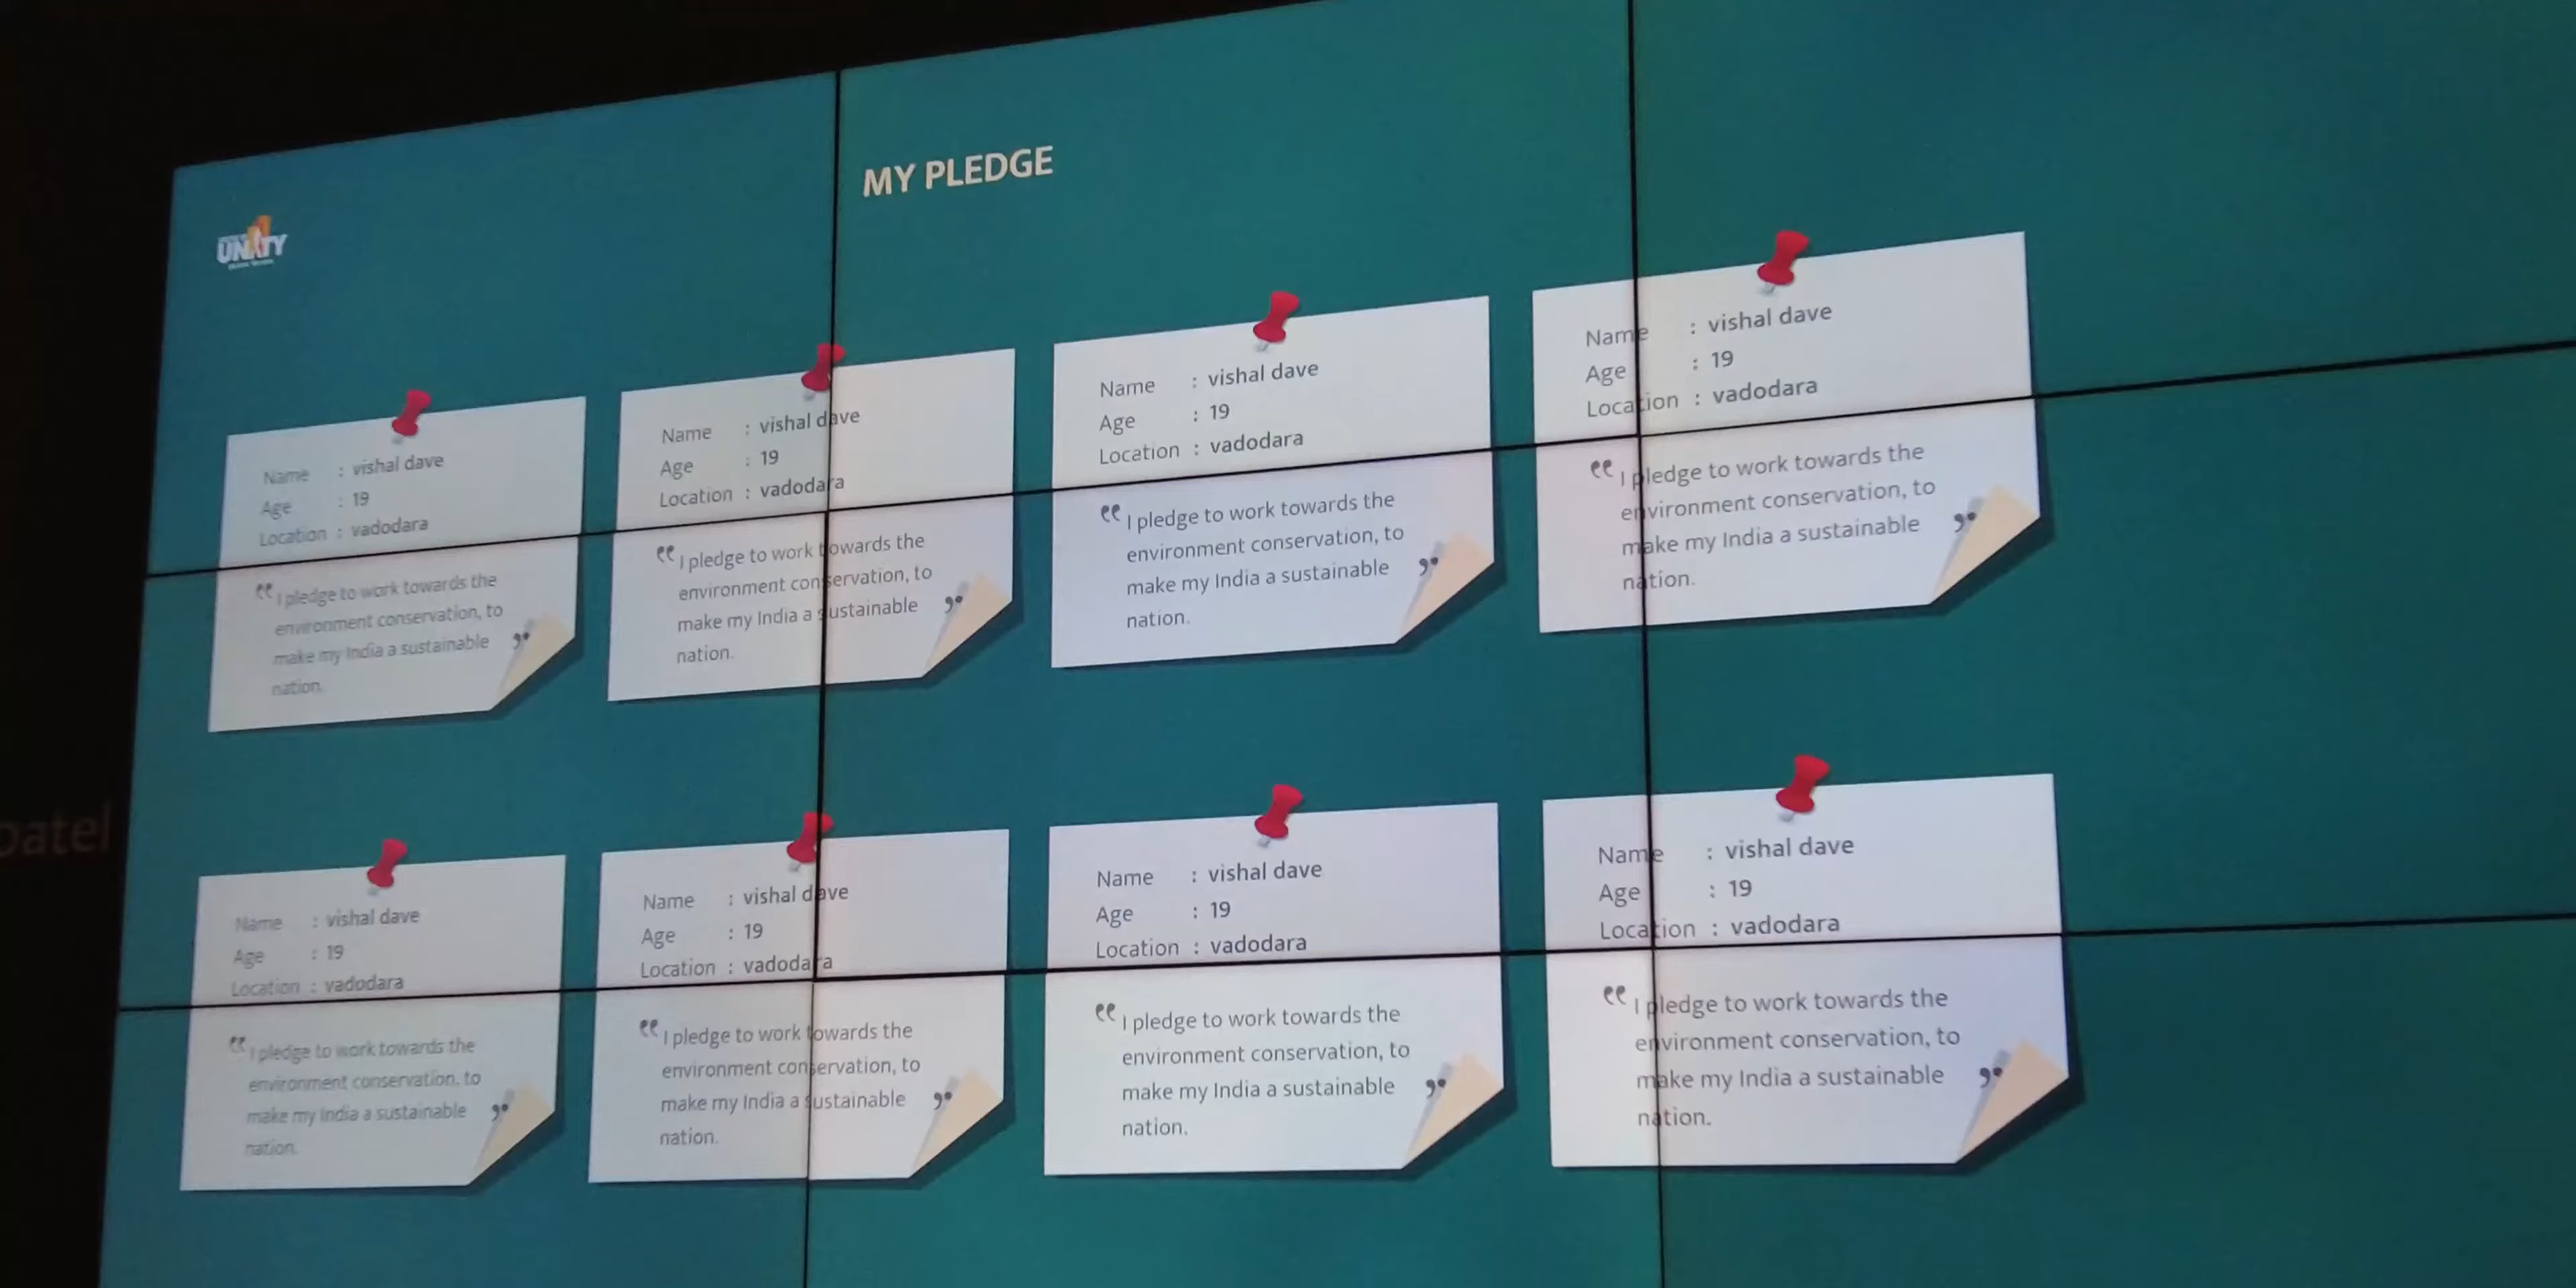 MY PLEDGE
UNITY
Name : vishal dave
Age : 19
Location : vadodara
“ I pledge to work towards the
environment conservation, to
make my India a sustainable ”
nation.
Name : vishal dave
Age : 19
Location : vadodara
“ I pledge to work towards the
environment conservation, to
make my India a sustainable ”
nation.
Name : vishal dave
Age : 19
Location : vadodara
“ I pledge to work towards the
environment conservation, to
make my India a sustainable ”
nation.
Name : vishal dave
Age : 19
Location : vadodara
“ I pledge to work towards the
environment conservation, to
make my India a sustainable ”
nation.
patel
Name : vishal dave
Age : 19
Location : vadodara
“ I pledge to work towards the
environment conservation, to
make my India a sustainable ”
nation.
Name : vishal dave
Age : 19
Location : vadodara
“ I pledge to work towards the
environment conservation, to
make my India a sustainable ”
nation.
Name : vishal dave
Age : 19
Location : vadodara
“ I pledge to work towards the
environment conservation, to
make my India a sustainable ”
nation.
Name : vishal dave
Age : 19
Location : vadodara
“ I pledge to work towards the
environment conservation, to
make my India a sustainable ”
nation.